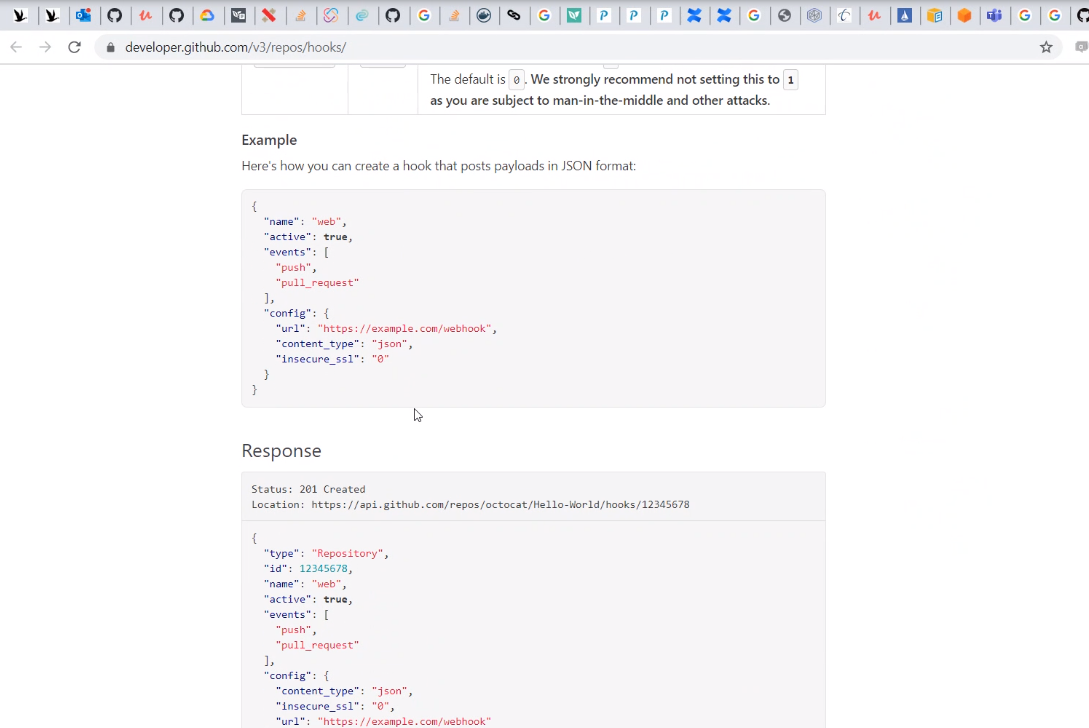 developer.github.com/v3/repos/hooks/
The default is 0. We strongly recommend not setting this to 1
as you are subject to man-in-the-middle and other attacks.
Example
Here's how you can create a hook that posts payloads in JSON format:
{
"name": "web",
"active": true,
"events": [
"push",
"pull_request"
],
"config": {
"url": "https://example.com/webhook",
"content_type": "json",
"insecure_ssl": "0"
}
}
Response
Status: 201 Created
Location: https://api.github.com/repos/octocat/Hello-World/hooks/12345678
{
"type": "Repository",
"id": 12345678,
"name": "web",
"active": true,
"events": [
"push",
"pull_request"
],
"config": {
"content_type": "json",
"insecure_ssl": "0",
"url": "https://example.com/webhook"